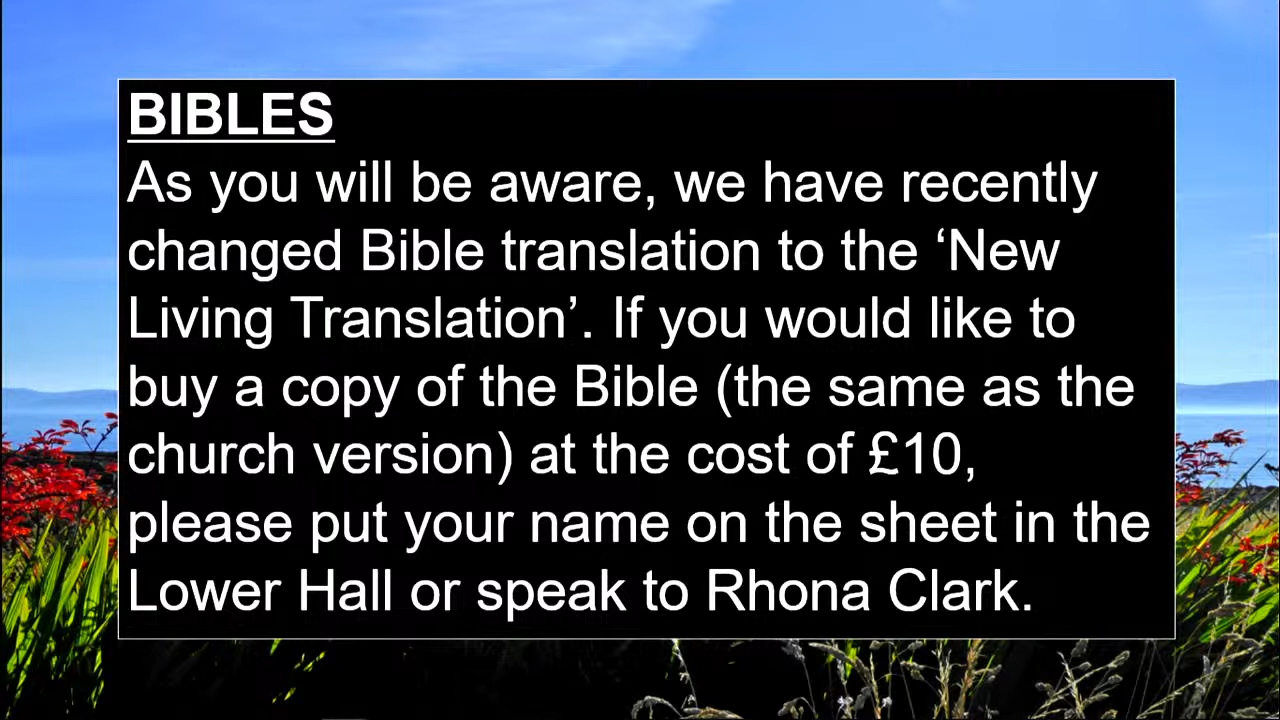 BIBLES
As you will be aware, we have recently
changed Bible translation to the ‘New
Living Translation’. If you would like to
buy a copy of the Bible (the same as the
church version) at the cost of £10,
please put your name on the sheet in the
Lower Hall or speak to Rhona Clark.